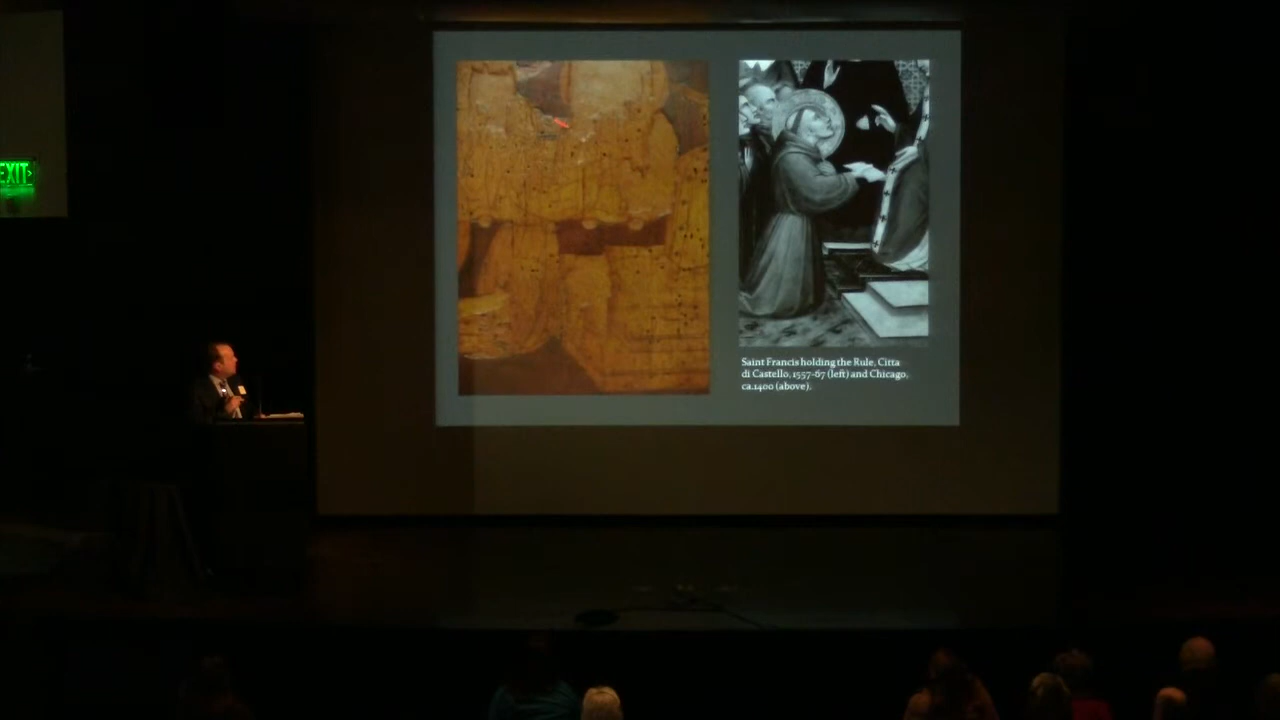 EXIT
Saint Francis holding the Rule, Citta
di Castello, 1557-67 (left) and Chicago,
ca.1400 (above).